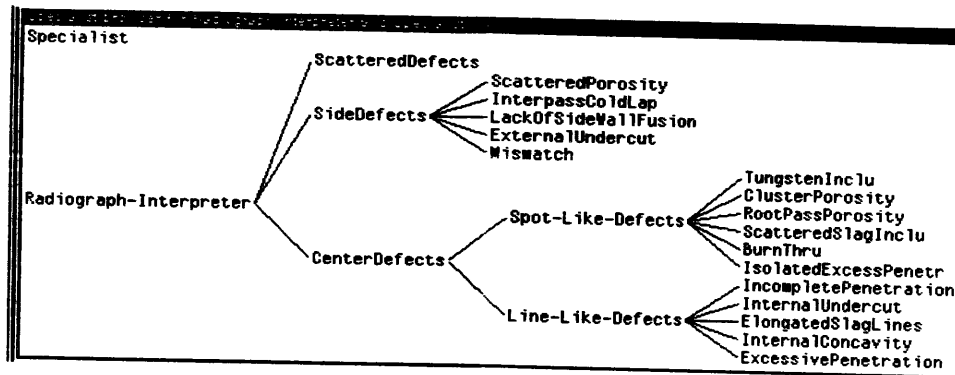 Specialist
ScatteredDefects
ScatteredPorosity
InterpassColdLap
SideDefects
LackOfSideWallFusion
ExternalUndercut
Mismatch
Radiograph-Interpreter
TungstenInclu
ClusterPorosity
Spot-Like-Defects
RootPassPorosity
ScatteredSlagInclu
BurnThru
CenterDefects
IsolatedExcessPenetr
IncompletePenetration
InternalUndercut
Line-Like-Defects
ElongatedSlagLines
InternalConcavity
ExcessivePenetration